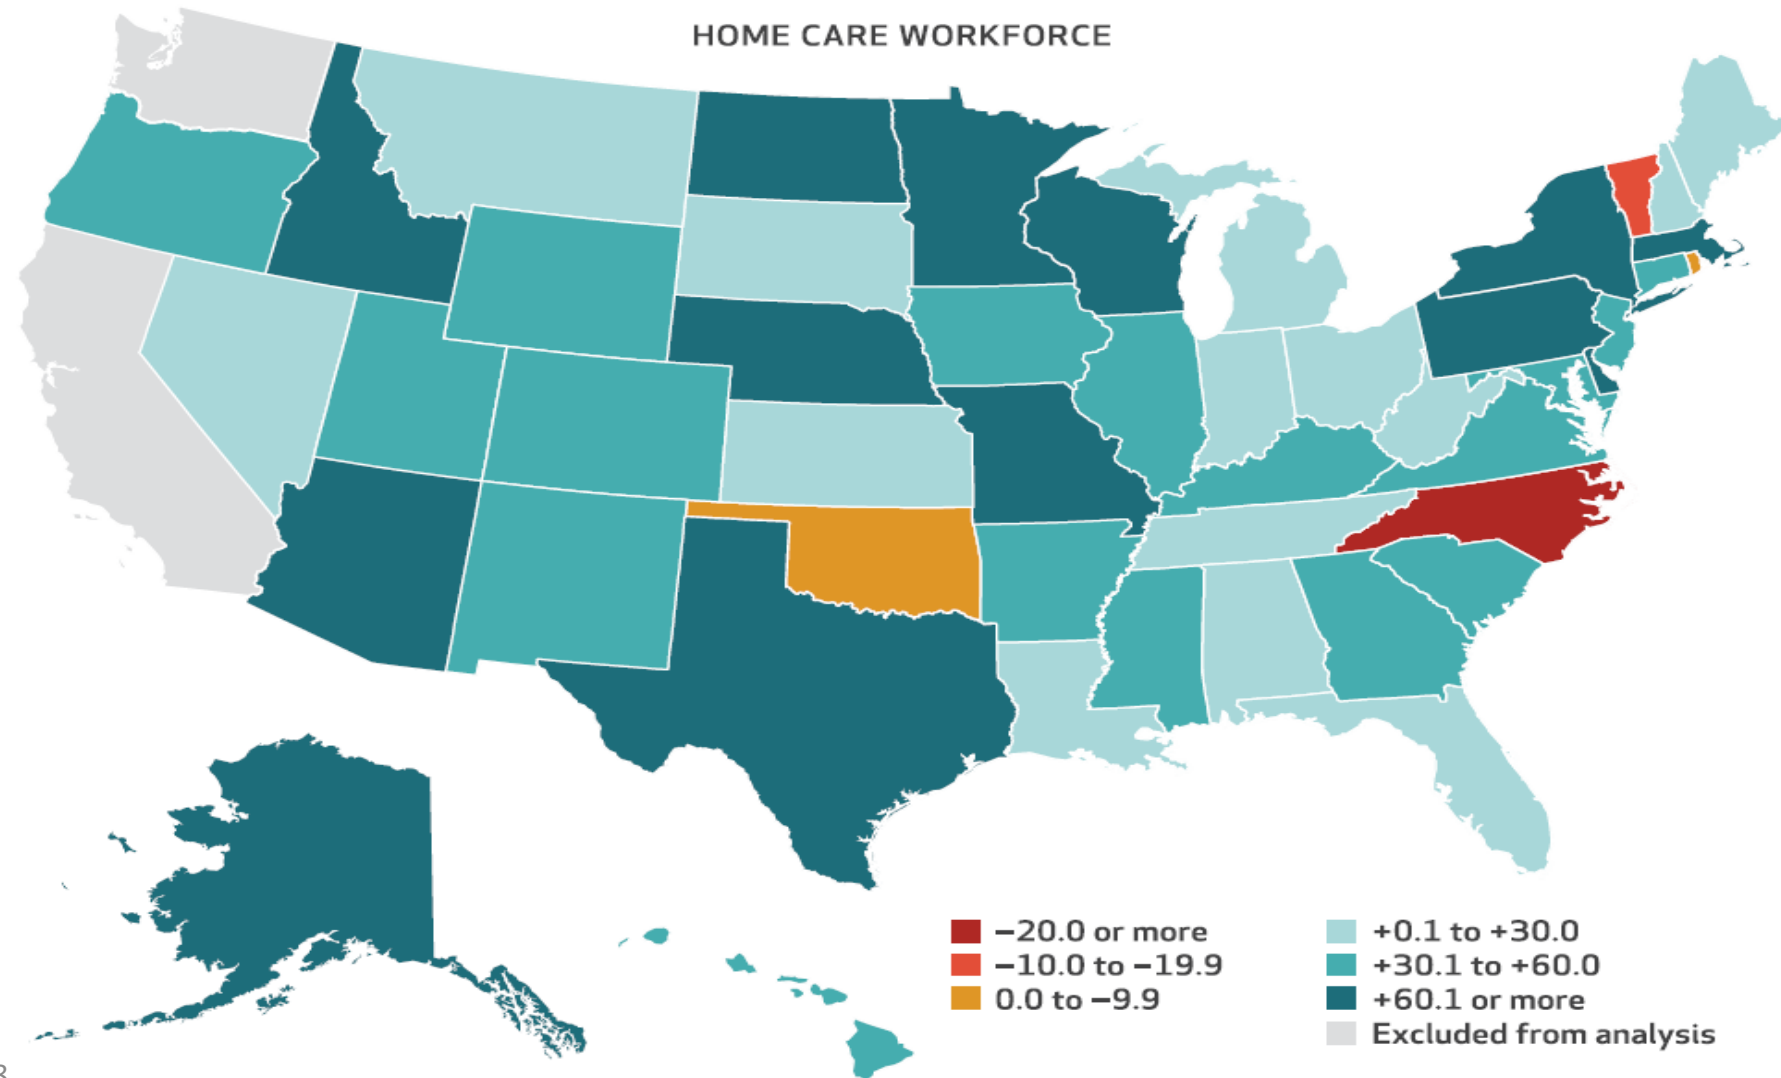 HOME CARE WORKFORCE
−20.0 or more
−10.0 to −19.9
0.0 to −9.9
+0.1 to +30.0
+30.1 to +60.0
+60.1 or more
Excluded from analysis